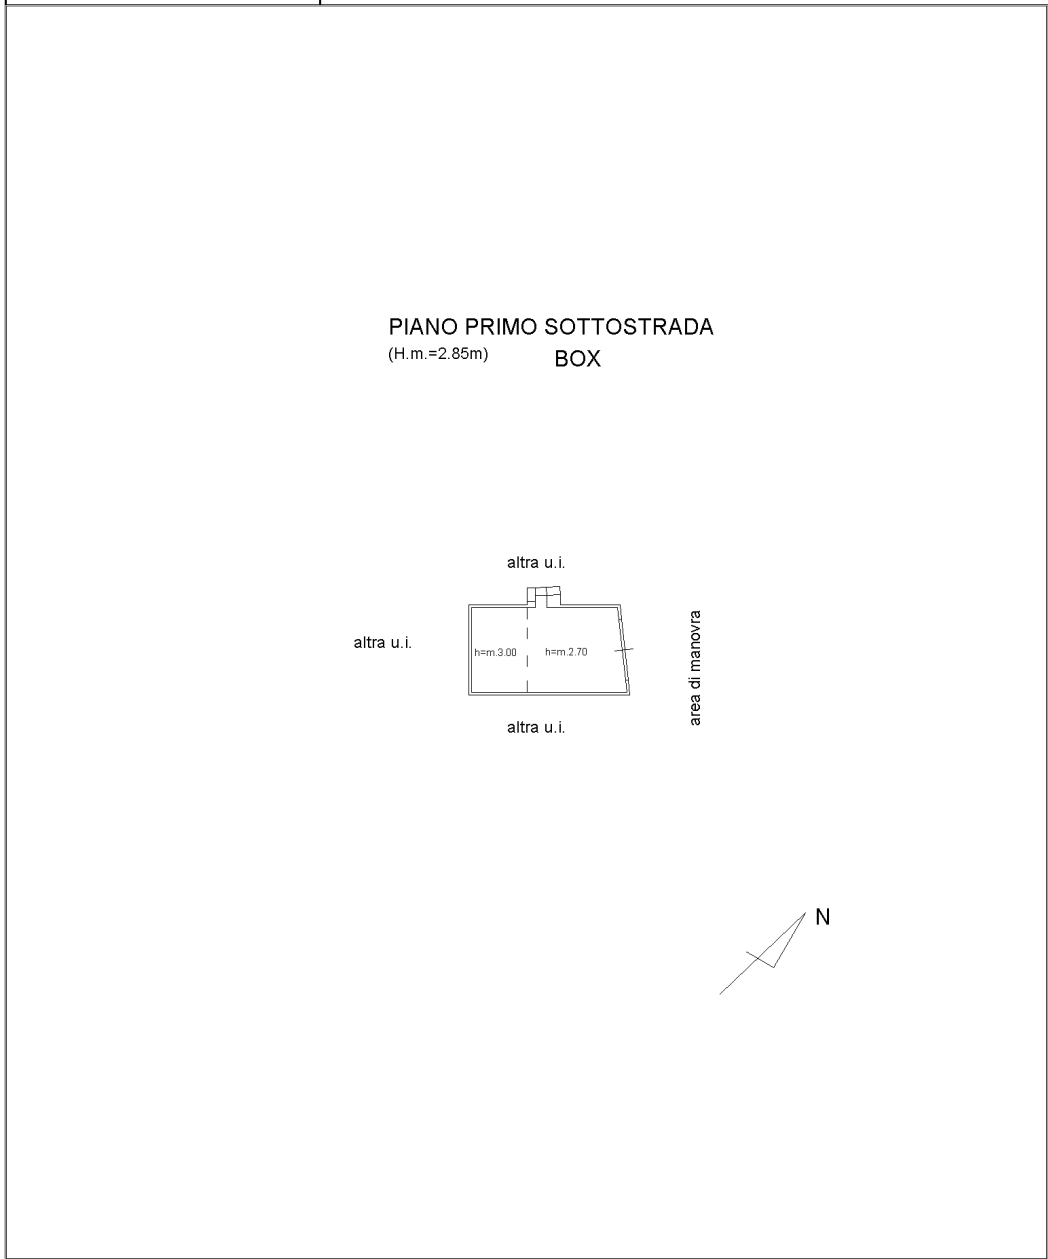 PIANO PRIMO SOTTOSTRADA
(H.m.=2.85m)
BOX
altra u.i.
altra u.i.
h=m.3.00
h=m.2.70
area di manovra
altra u.i.
N